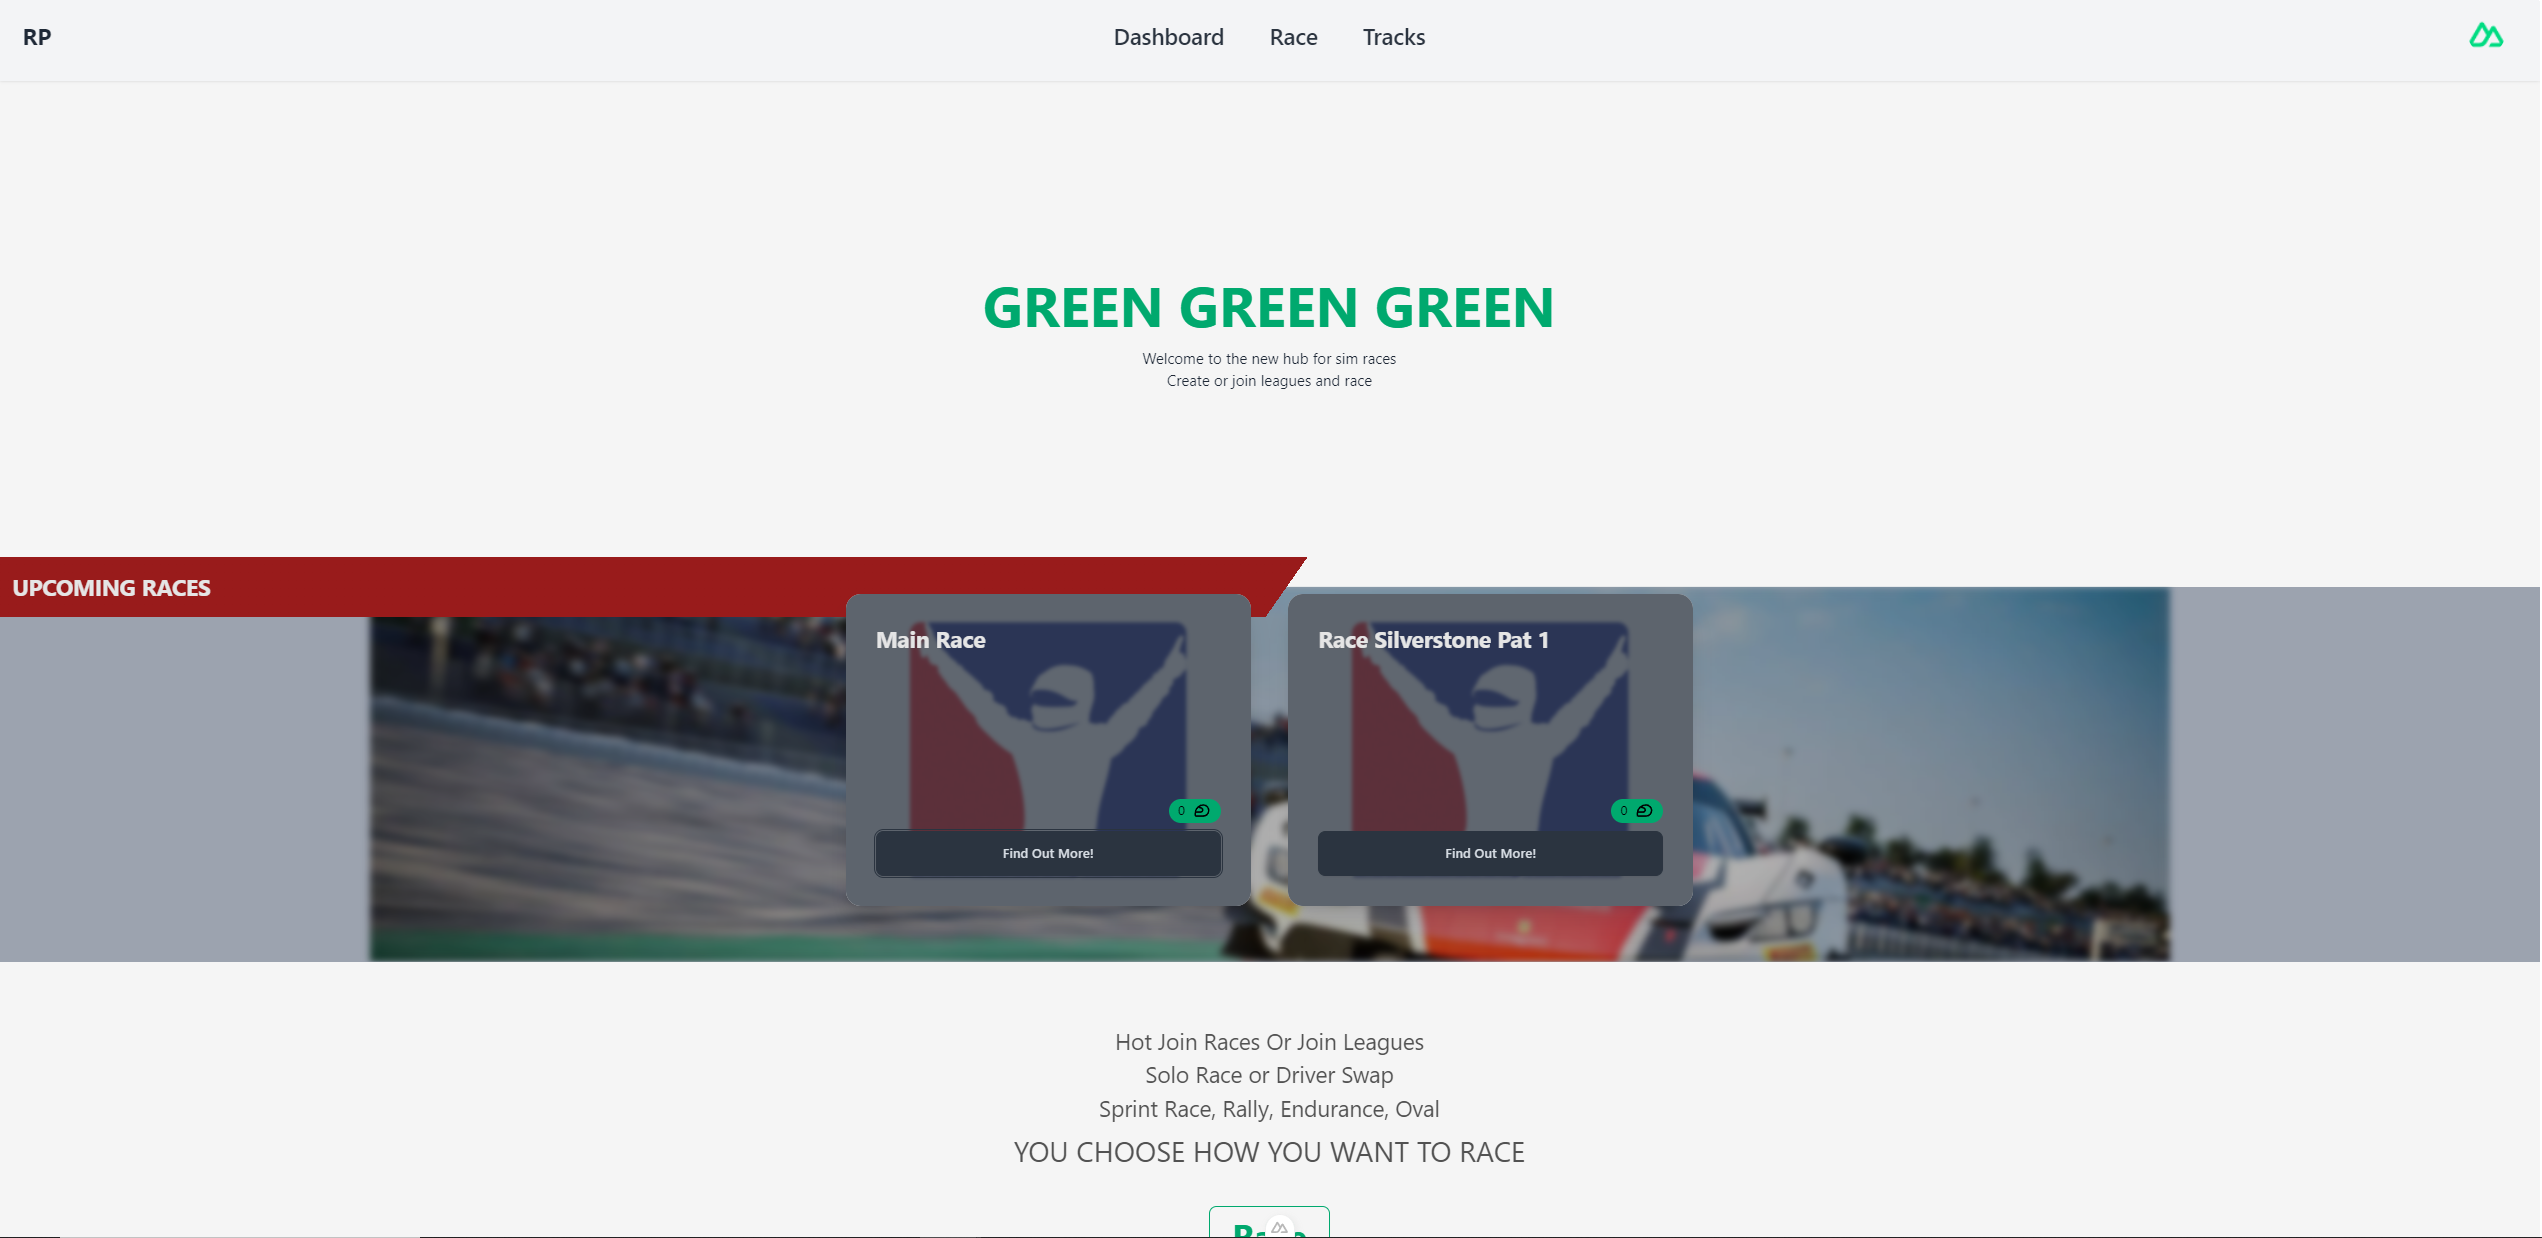 RP
Dashboard Race Tracks
GREEN GREEN GREEN
Welcome to the new hub for sim races
Create or join leagues and race
UPCOMING RACES
Main Race
0
Find Out More!
Race Silverstone Pat 1
0
Find Out More!
Hot Join Races Or Join Leagues
Solo Race or Driver Swap
Sprint Race, Rally, Endurance, Oval
YOU CHOOSE HOW YOU WANT TO RACE